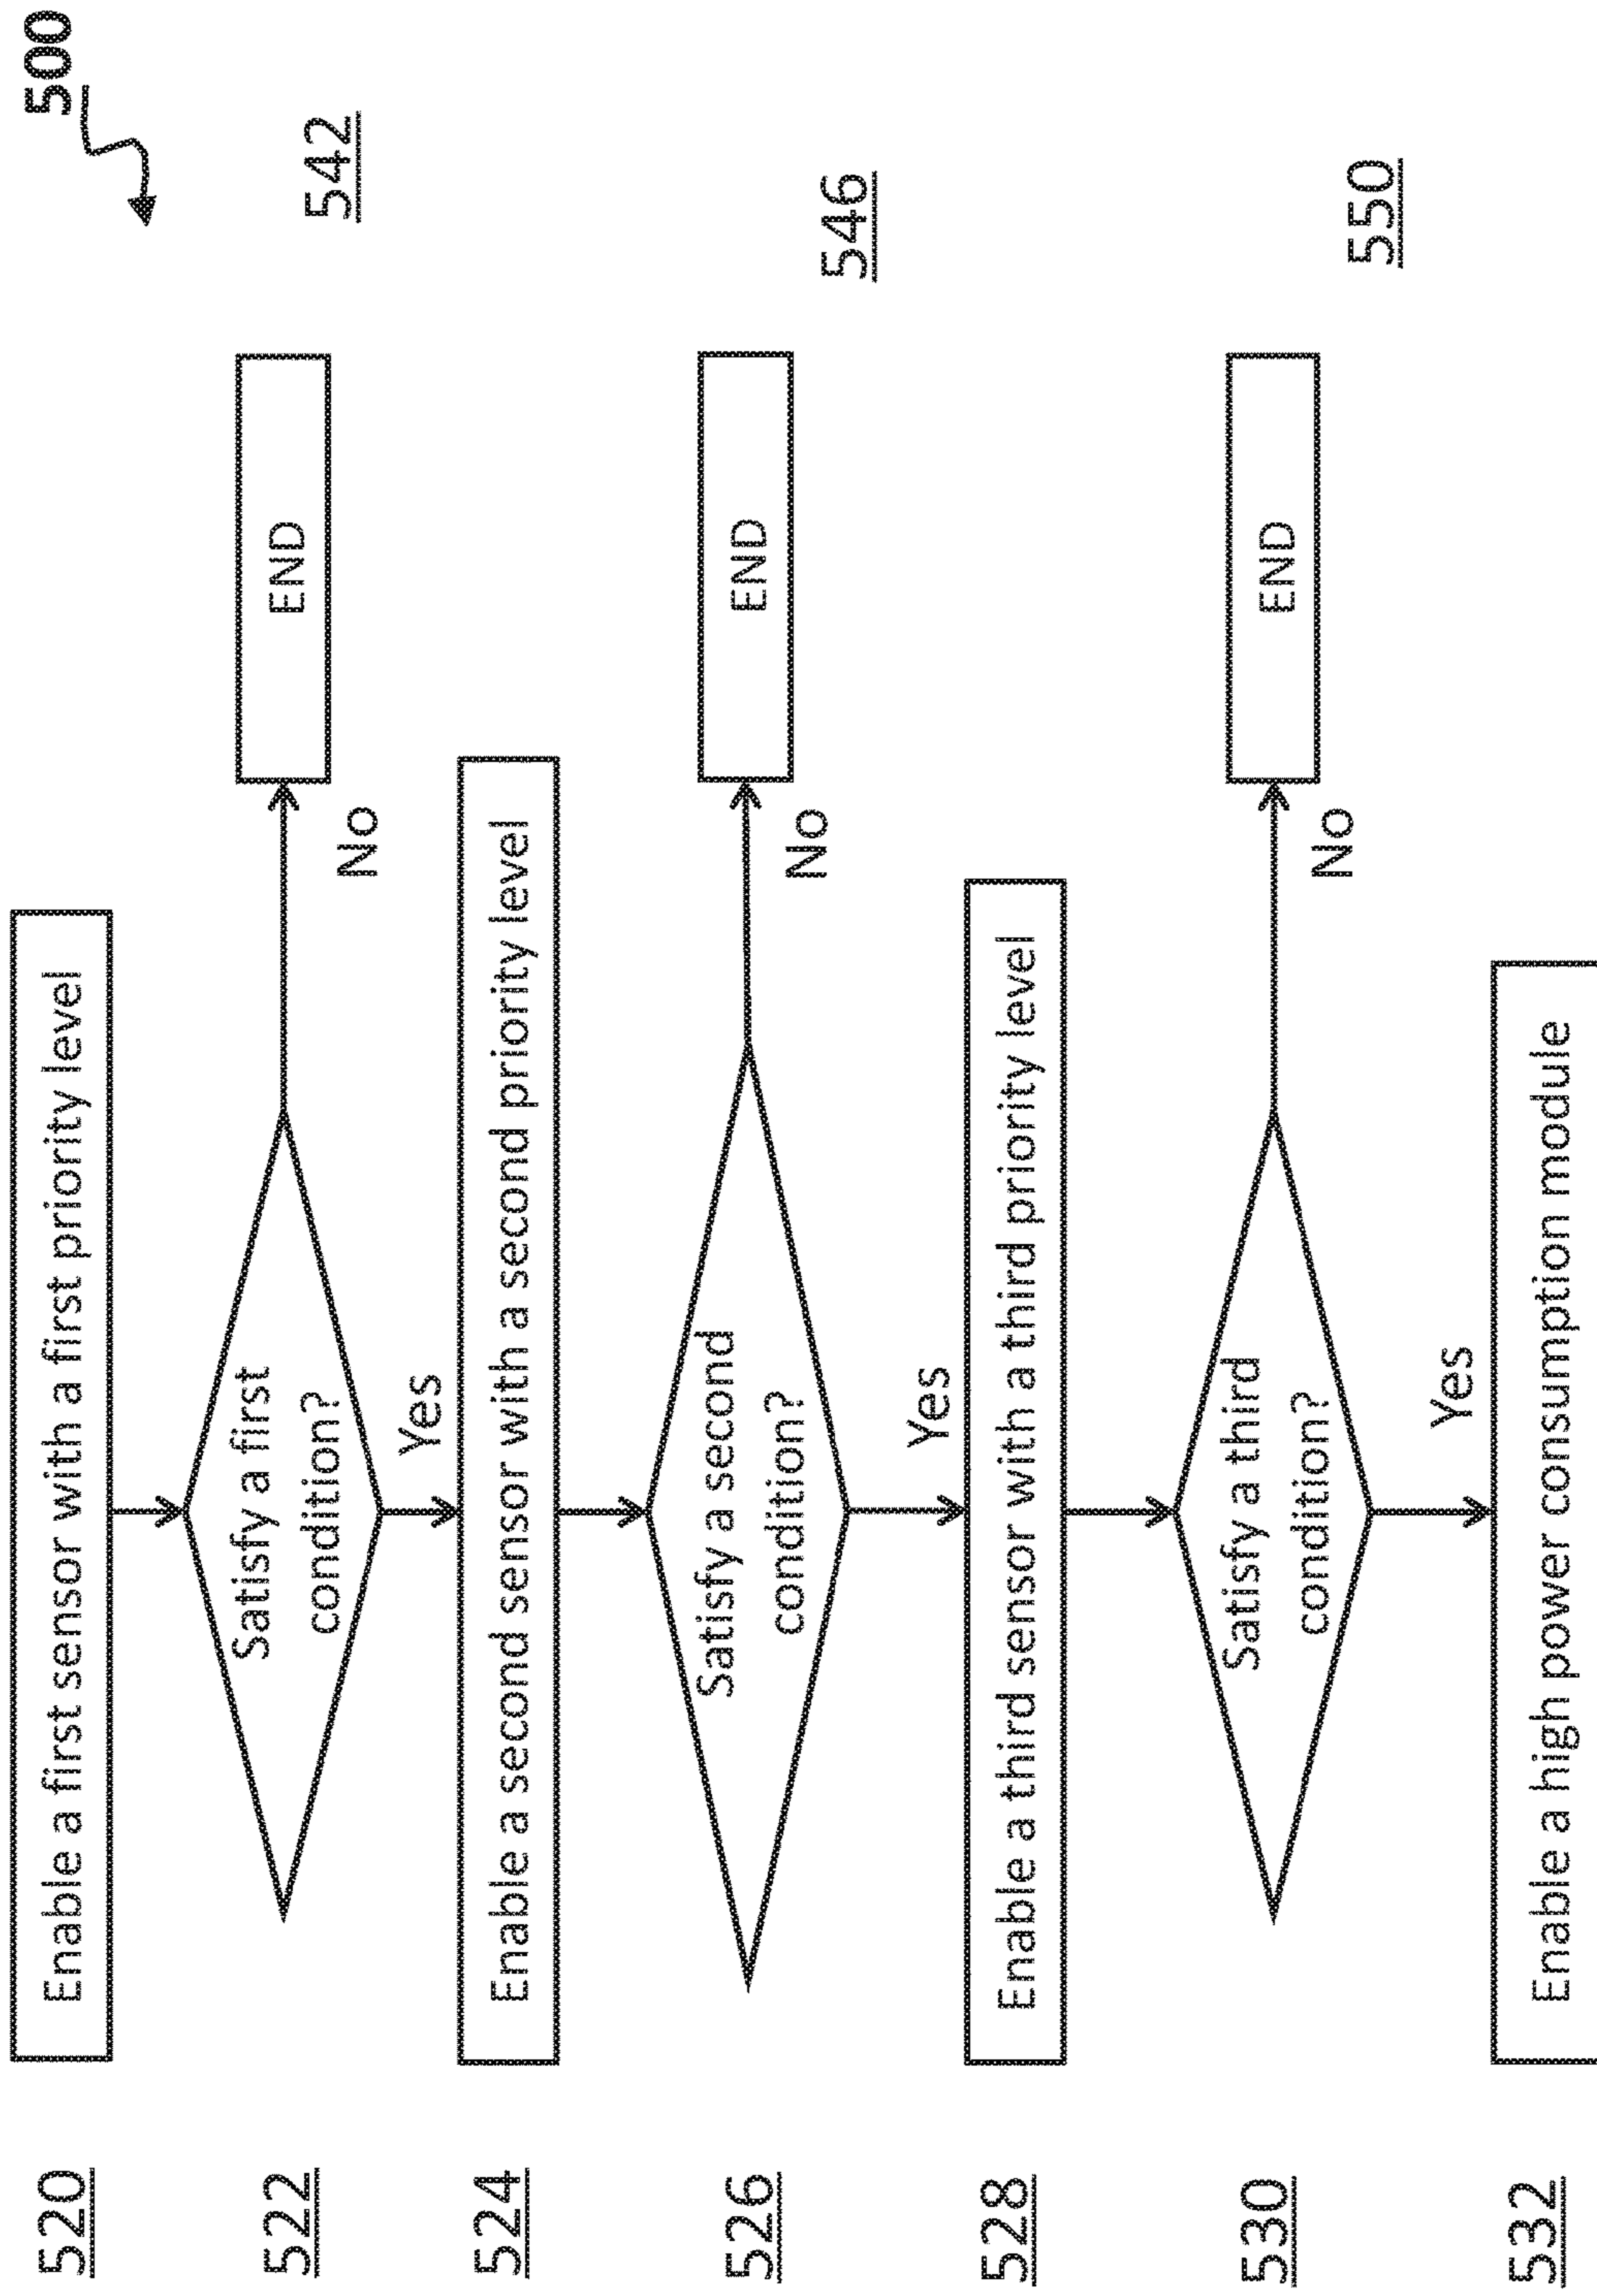 500
520
Enable a first sensor with a first priority level
522
Satisfy a first
condition?
No
END
542
Yes
524
Enable a second sensor with a second priority level
526
Satisfy a second
condition?
No
END
546
Yes
528
Enable a third sensor with a third priority level
530
Satisfy a third
condition?
No
END
550
Yes
532
Enable a high power consumption module